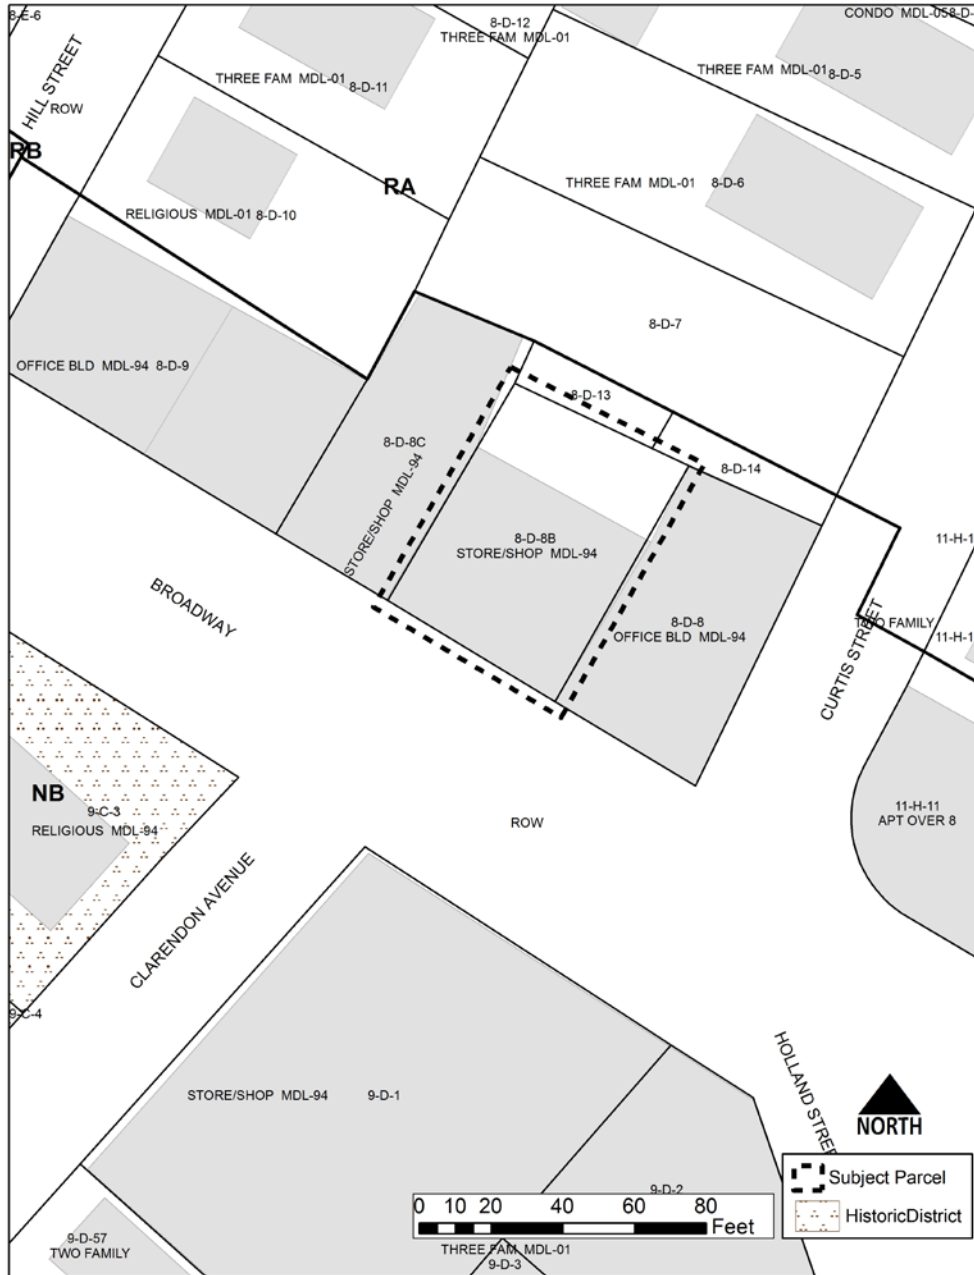 8-E-6
8-D-12
THREE FAM MDL-01
CONDO MDL-058-D-
HILL STREET
ROW
THREE FAM MDL-01 8-D-11
THREE FAM MDL-01 8-D-5
RB
RA
THREE FAM MDL-01 8-D-6
RELIGIOUS MDL-01 8-D-10
8-D-7
OFFICE BLD MDL-94 8-D-9
8-D-13
8-D-8C
STORE/SHOP MDL-94
8-D-14
8-D-8B
STORE/SHOP MDL-94
11-H-1
BROADWAY
8-D-8
OFFICE BLD MDL-94
TWO FAMILY
11-H-1
CURTIS STREET
NB
9-C-3
RELIGIOUS MDL-94
ROW
11-H-11
APT OVER 8
CLARENDON AVENUE
9-C-4
STORE/SHOP MDL-94 9-D-1
HOLLAND STREE
NORTH
Subject Parcel
HistoricDistrict
9-D-2
0 10 20 40 60 80
Feet
9-D-57
TWO FAMILY
THREE FAM MDL-01
9-D-3